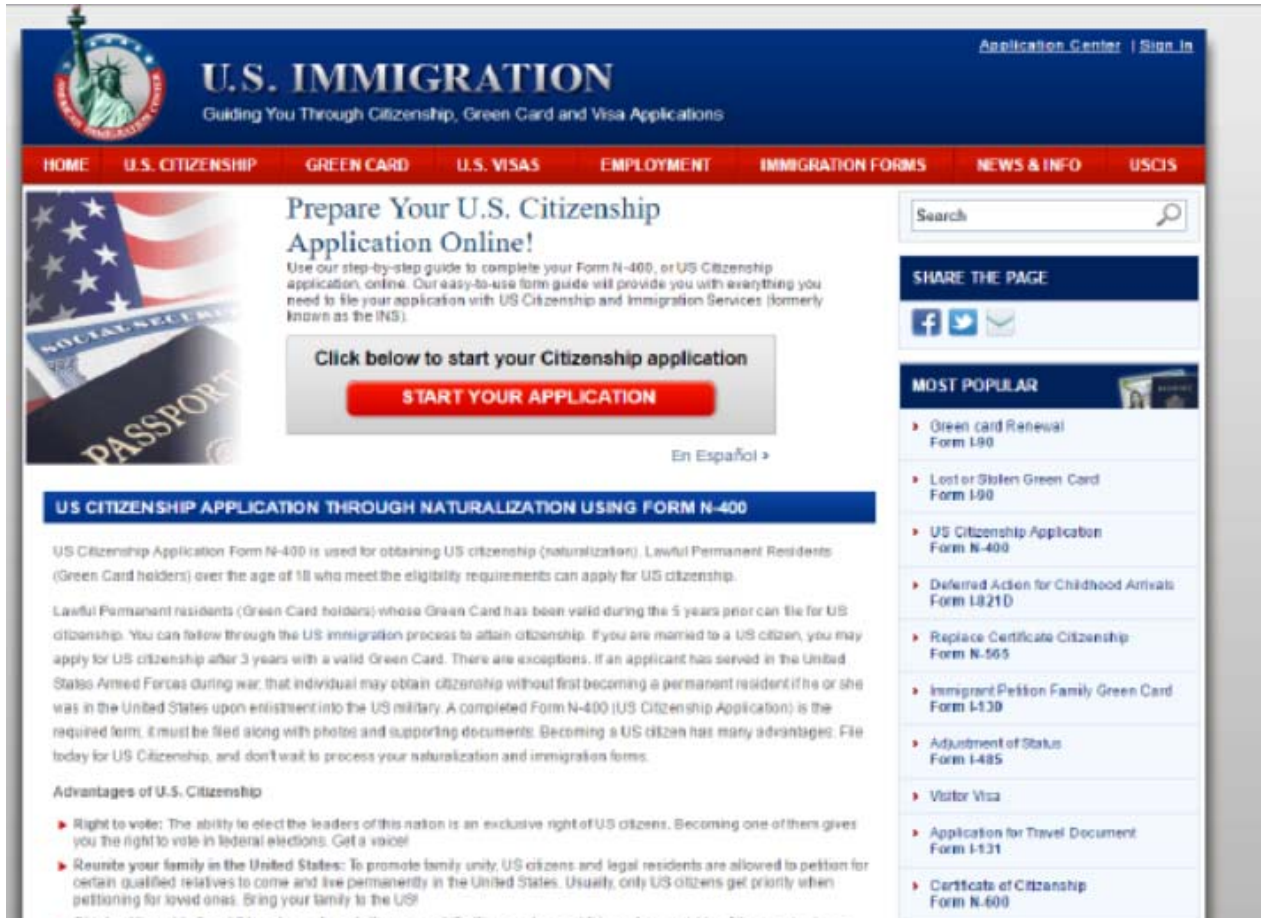 Application Center | Sign In
AMERICAN IMMIGRATION CENTER
U.S. IMMIGRATION
Guiding You Through Citizenship, Green Card and Visa Applications
HOME U.S. CITIZENSHIP GREEN CARD U.S. VISAS EMPLOYMENT IMMIGRATION FORMS NEWS & INFO USCIS
SOCIAL SECURITY
PASSPORT
Prepare Your U.S. Citizenship
Application Online!
Use our step-by-step guide to complete your Form N-400, or US Citizenship
application, online. Our easy-to-use form guide will provide you with everything you
need to file your application with US Citizenship and Immigration Services (formerly
known as the INS).
Click below to start your Citizenship application
START YOUR APPLICATION
En Español >
US CITIZENSHIP APPLICATION THROUGH NATURALIZATION USING FORM N-400
US Citizenship Application Form N-400 is used for obtaining US citizenship (naturalization). Lawful Permanent Residents
(Green Card holders) over the age of 18 who meet the eligibility requirements can apply for US citizenship.
Lawful Permanent residents (Green Card holders) whose Green Card has been valid during the 5 years prior can file for US
citizenship. You can follow through the US immigration process to attain citizenship. If you are married to a US citizen, you may
apply for US citizenship after 3 years with a valid Green Card. There are exceptions. If an applicant has served in the United
States Armed Forces during war, that individual may obtain citizenship without first becoming a permanent resident if he or she
was in the United States upon enlistment into the US military. A completed Form N-400 (US Citizenship Application) is the
required form; it must be filed along with photos and supporting documents. Becoming a US citizen has many advantages. File
today for US Citizenship, and don't wait to process your naturalization and immigration forms.
Advantages of U.S. Citizenship
Right to vote: The ability to elect the leaders of this nation is an exclusive right of US citizens. Becoming one of them gives
you the right to vote in federal elections. Get a voice!
Reunite your family in the United States: To promote family unity, US citizens and legal residents are allowed to petition for
certain qualified relatives to come and live permanently in the United States. Usually, only US citizens get priority when
petitioning for loved ones. Bring your family to the US!
Search
SHARE THE PAGE
MOST POPULAR
Green card Renewal
Form I-90
Lost or Stolen Green Card
Form I-90
US Citizenship Application
Form N-400
Deferred Action for Childhood Arrivals
Form I-821D
Replace Certificate Citizenship
Form N-565
Immigrant Petition Family Green Card
Form I-130
Adjustment of Status
Form I-485
Visitor Visa
Application for Travel Document
Form I-131
Certificate of Citizenship
Form N-600